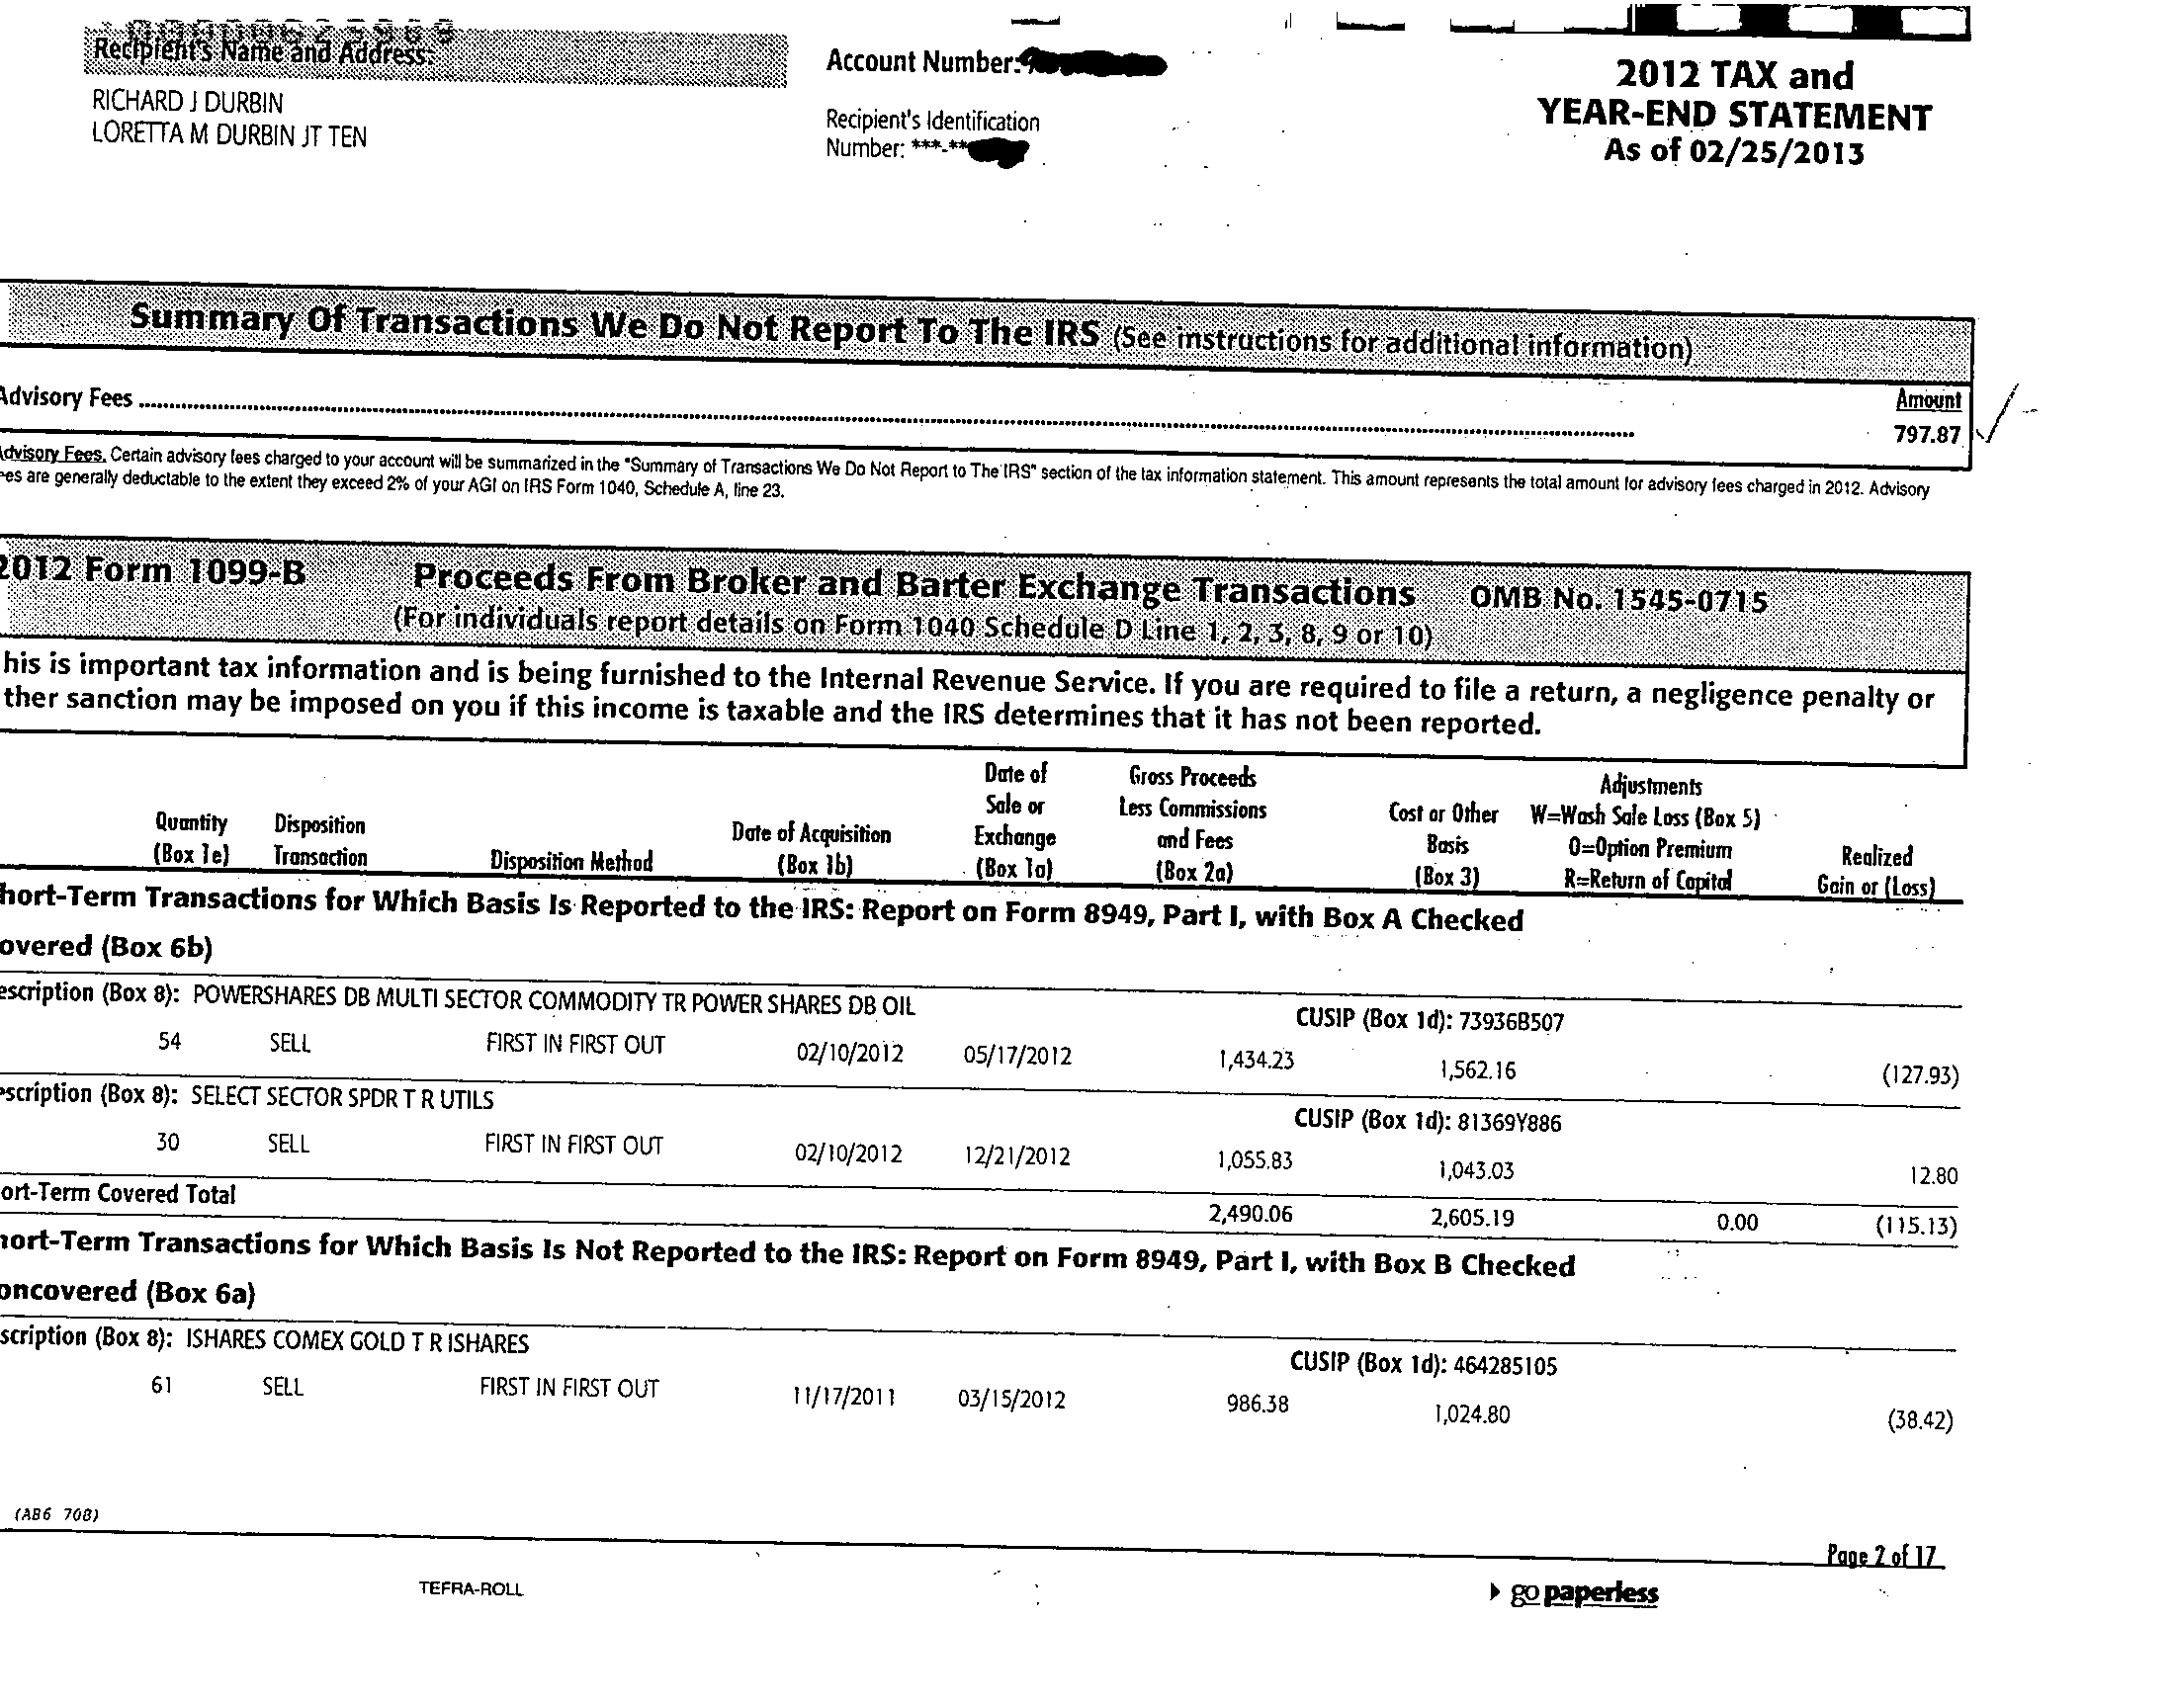 Recipient's Name and Address:
RICHARD J DURBIN
LORETTA M DURBIN JT TEN
Account Number:
Recipient's Identification
Number: ***-**
2012 TAX and
YEAR-END STATEMENT
As of 02/25/2013
Summary Of Transactions We Do Not Report To The IRS (See instructions for additional information)
Amount
Advisory Fees 797.87
Advisory Fees. Certain advisory fees charged to your account will be summarized in the "Summary of Transactions We Do Not Report to The IRS" section of the tax information statement. This amount represents the total amount for advisory fees charged in 2012. Advisory
es are generally deductable to the extent they exceed 2% of your AGI on IRS Form 1040, Schedule A, line 23.
2012 Form 1099-B Proceeds From Broker and Barter Exchange Transactions OMB No. 1545-0715
(For individuals report details on Form 1040 Schedule D Line 1, 2, 3, 8, 9 or 10)
his is important tax information and is being furnished to the Internal Revenue Service. If you are required to file a return, a negligence penalty or
ther sanction may be imposed on you if this income is taxable and the IRS determines that it has not been reported.
Quantity (Box 1e) Disposition Transaction Disposition Method Date of Acquisition (Box 1b) Date of Sale or Exchange (Box 1a) Gross Proceeds Less Commissions and Fees (Box 2a) Cost or Other Basis (Box 3) Adjustments W=Wash Sale Loss (Box 5) O=Option Premium R=Return of Capital Realized Gain or (Loss)
hort-Term Transactions for Which Basis Is Reported to the IRS: Report on Form 8949, Part I, with Box A Checked
overed (Box 6b)
escription (Box 8): POWERSHARES DB MULTI SECTOR COMMODITY TR POWER SHARES DB OIL CUSIP (Box 1d): 73936B507
54 SELL FIRST IN FIRST OUT 02/10/2012 05/17/2012 1,434.23 1,562.16 (127.93)
escription (Box 8): SELECT SECTOR SPDR T R UTILS CUSIP (Box 1d): 81369Y886
30 SELL FIRST IN FIRST OUT 02/10/2012 12/21/2012 1,055.83 1,043.03 12.80
ort-Term Covered Total 2,490.06 2,605.19 0.00 (115.13)
hort-Term Transactions for Which Basis Is Not Reported to the IRS: Report on Form 8949, Part I, with Box B Checked
oncovered (Box 6a)
scription (Box 8): ISHARES COMEX GOLD T R ISHARES CUSIP (Box 1d): 464285105
61 SELL FIRST IN FIRST OUT 11/17/2011 03/15/2012 986.38 1,024.80 (38.42)
(AB6 708)
Page 2 of 17
TEFRA-ROLL
go paperless